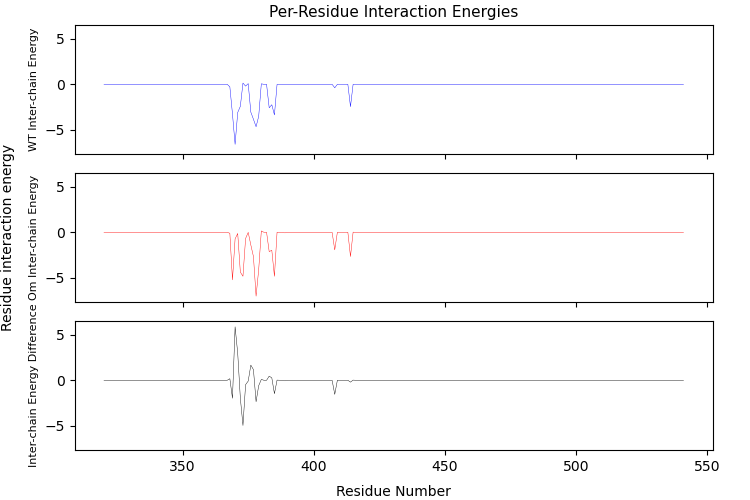 Per-Residue Interaction Energies
Residue interaction energy
WT Inter-chain Energy
5
0
−5
Om Inter-chain Energy
5
0
−5
Inter-chain Energy Difference
5
0
−5
350
400
450
500
550
Residue Number